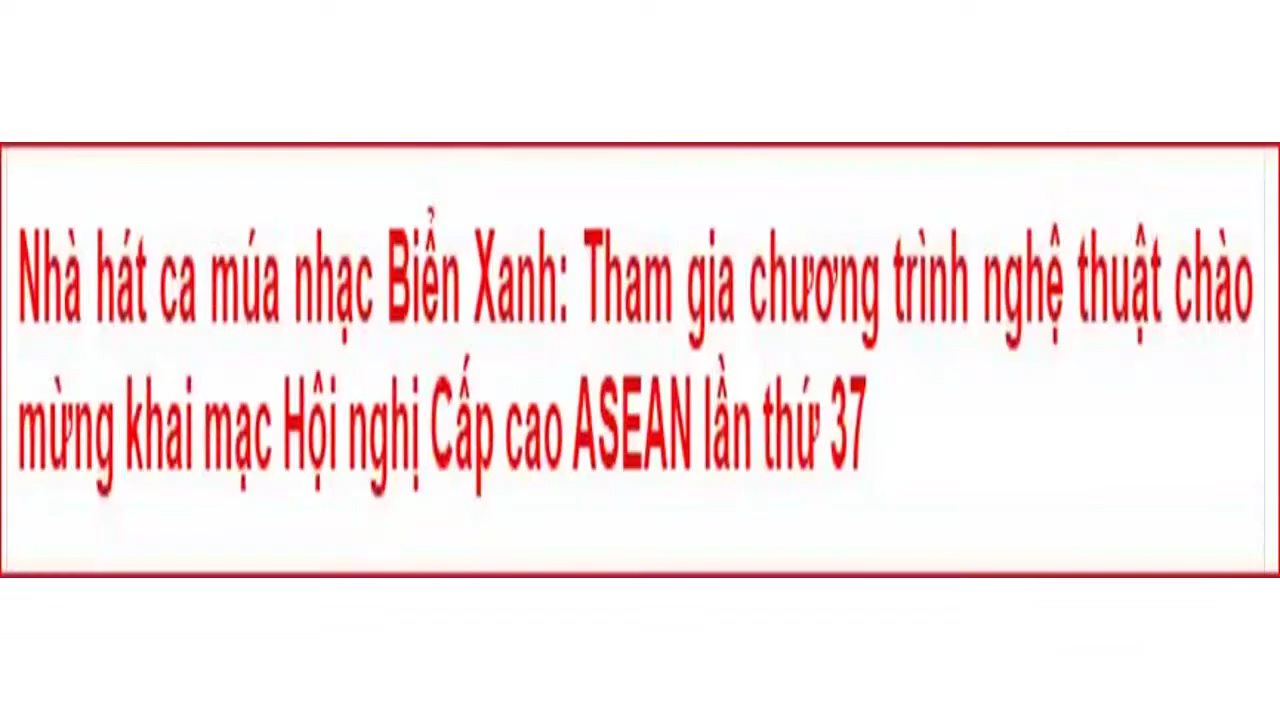 Nhà hát ca múa nhạc Biển Xanh: Tham gia chương trình nghệ thuật chào
mừng khai mạc Hội nghị Cấp cao ASEAN lần thứ 37